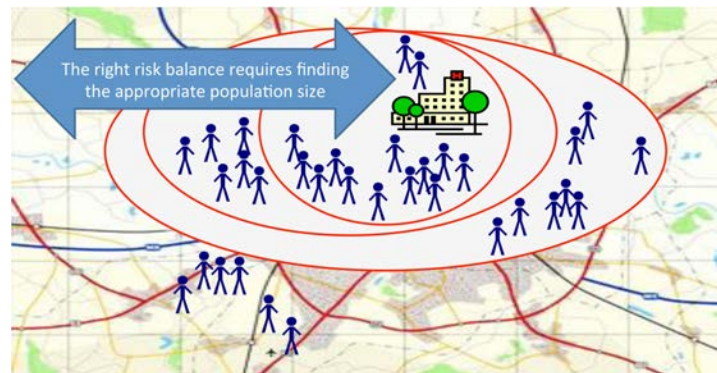 The right risk balance requires finding
the appropriate population size
H